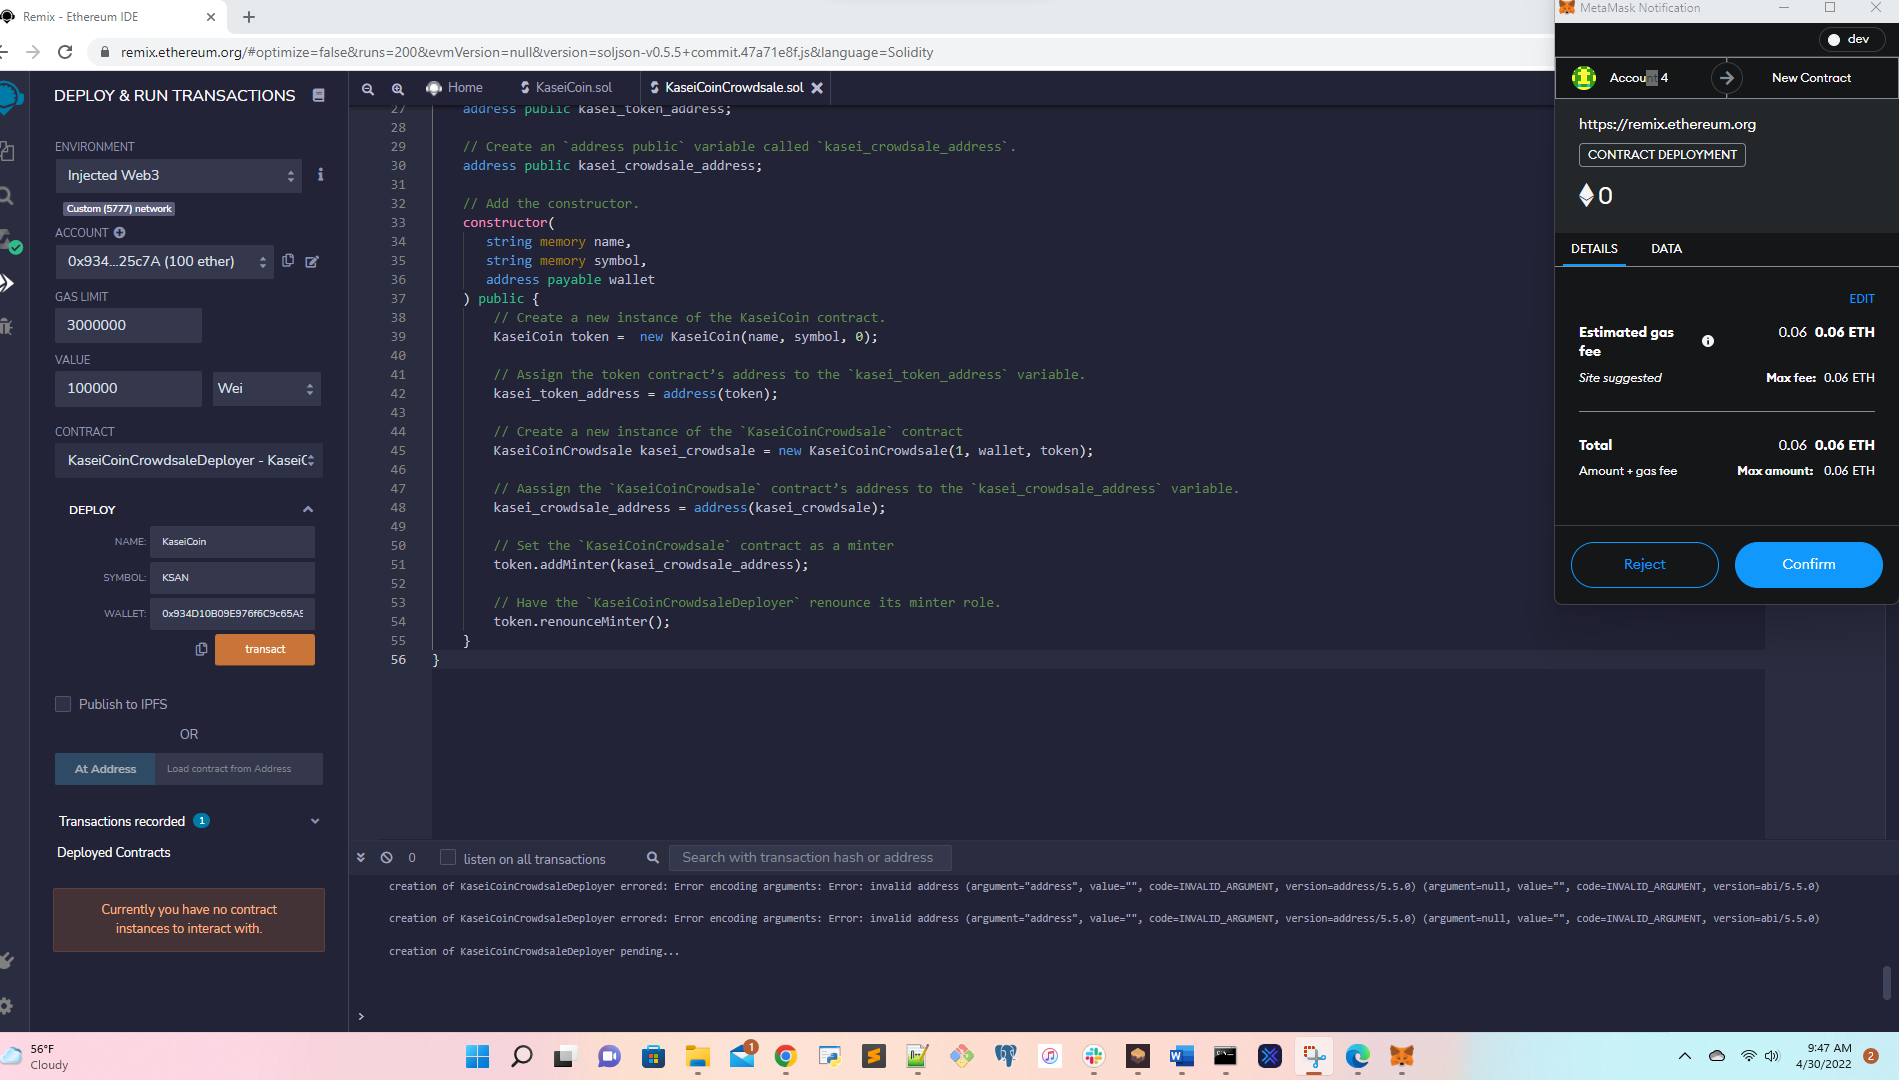 Remix - Ethereum IDE
remix.ethereum.org/#optimize=false&runs=200&evmVersion=null&version=soljson-v0.5.5+commit.47a71e8f.js&language=Solidity
DEPLOY & RUN TRANSACTIONS
ENVIRONMENT
Injected Web3
Custom (5777) network
ACCOUNT
0x934...25c7A (100 ether)
GAS LIMIT
3000000
VALUE
100000
Wei
CONTRACT
KaseiCoinCrowdsaleDeployer - KaseiC
DEPLOY
NAME: KaseiCoin
SYMBOL: KSAN
WALLET: 0x934D10B09E976f6C9c65A
transact
Publish to IPFS
OR
At Address
Load contract from Address
Transactions recorded 1
Deployed Contracts
Currently you have no contract
instances to interact with.
Home
KaseiCoin.sol
KaseiCoinCrowdsale.sol
27 address public kasei_token_address;
28
29 // Create an `address public` variable called `kasei_crowdsale_address`.
30 address public kasei_crowdsale_address;
31
32 // Add the constructor.
33 constructor(
34 string memory name,
35 string memory symbol,
36 address payable wallet
37 ) public {
38 // Create a new instance of the KaseiCoin contract.
39 KaseiCoin token =  new KaseiCoin(name, symbol, 0);
40
41 // Assign the token contract’s address to the `kasei_token_address` variable.
42 kasei_token_address = address(token);
43
44 // Create a new instance of the `KaseiCoinCrowdsale` contract
45 KaseiCoinCrowdsale kasei_crowdsale = new KaseiCoinCrowdsale(1, wallet, token);
46
47 // Aassign the `KaseiCoinCrowdsale` contract’s address to the `kasei_crowdsale_address` variable.
48 kasei_crowdsale_address = address(kasei_crowdsale);
49
50 // Set the `KaseiCoinCrowdsale` contract as a minter
51 token.addMinter(kasei_crowdsale_address);
52
53 // Have the `KaseiCoinCrowdsaleDeployer` renounce its minter role.
54 token.renounceMinter();
55 }
56 }
0
listen on all transactions
Search with transaction hash or address
creation of KaseiCoinCrowdsaleDeployer errored: Error encoding arguments: Error: invalid address (argument="address", value="", code=INVALID_ARGUMENT, version=address/5.5.0) (argument=null, value="", code=INVALID_ARGUMENT, version=abi/5.5.0)
creation of KaseiCoinCrowdsaleDeployer errored: Error encoding arguments: Error: invalid address (argument="address", value="", code=INVALID_ARGUMENT, version=address/5.5.0) (argument=null, value="", code=INVALID_ARGUMENT, version=abi/5.5.0)
creation of KaseiCoinCrowdsaleDeployer pending...
>
MetaMask Notification
dev
Account 4
New Contract
https://remix.ethereum.org
CONTRACT DEPLOYMENT
0
DETAILS
DATA
EDIT
Estimated gas
fee
0.06 0.06 ETH
Site suggested
Max fee: 0.06 ETH
Total
0.06 0.06 ETH
Amount + gas fee
Max amount: 0.06 ETH
Reject
Confirm
56°F
Cloudy
1
9:47 AM
4/30/2022
2